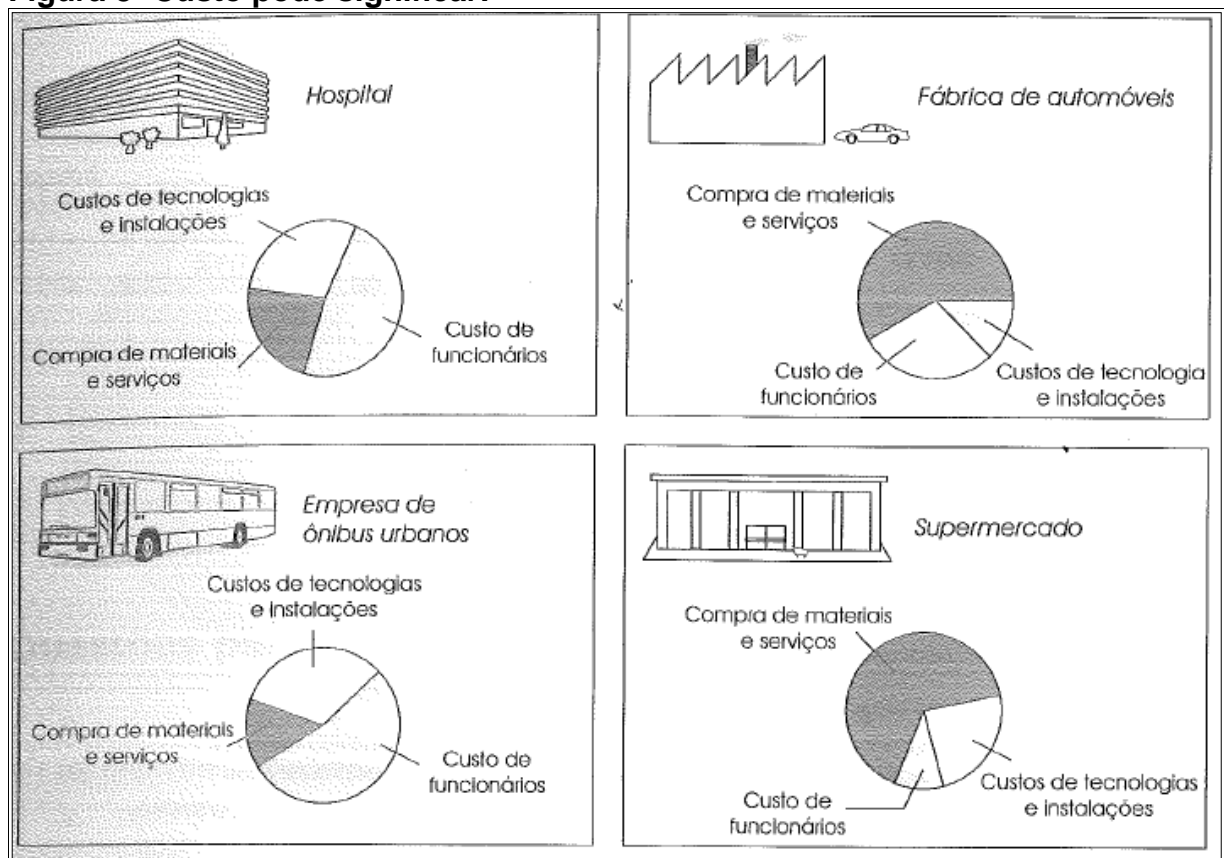 Hospital
Custos de tecnologias
e instalações
Custo de
funcionários
Compra de materiais
e serviços
Fábrica de automóveis
Compra de materiais
e serviços
Custo de
funcionários
Custos de tecnologia
e instalações
Empresa de
ônibus urbanos
Custos de tecnologias
e instalações
Compra de materiais
e serviços
Custo de
funcionários
Supermercado
Compra de materiais
e serviços
Custos de tecnologias
e instalações
Custo de
funcionários